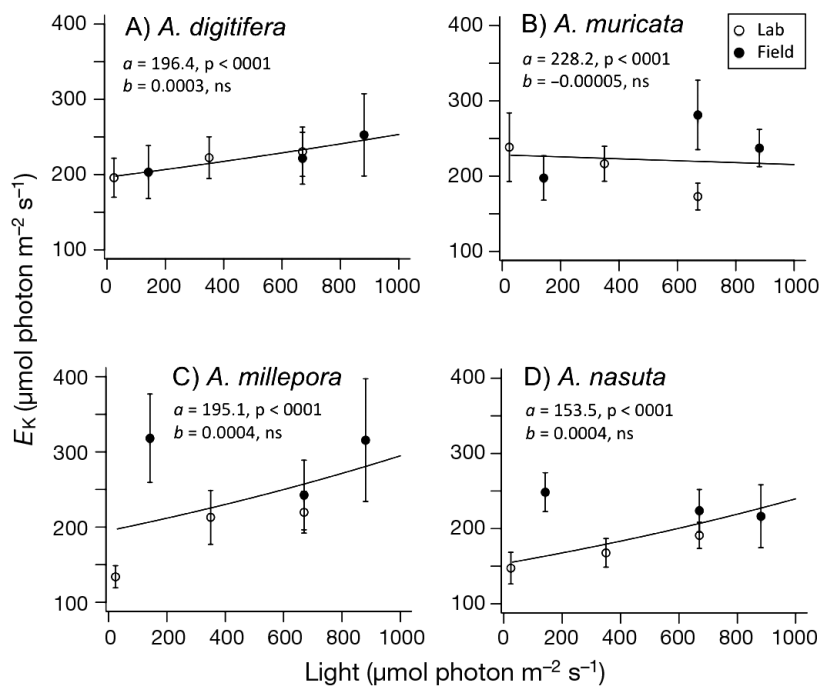 A) A. digitifera
a = 196.4, p < 0001
b = 0.0003, ns
400
300
200
100
0 200 400 600 800 1000
B) A. muricata
a = 228.2, p < 0001
b = −0.00005, ns
Lab
Field
400
300
200
100
0 200 400 600 800 1000
C) A. millepora
a = 195.1, p < 0001
b = 0.0004, ns
400
300
200
100
0 200 400 600 800 1000
D) A. nasuta
a = 153.5, p < 0001
b = 0.0004, ns
400
300
200
100
0 200 400 600 800 1000
EK (µmol photon m−2 s−1)
Light (µmol photon m−2 s−1)